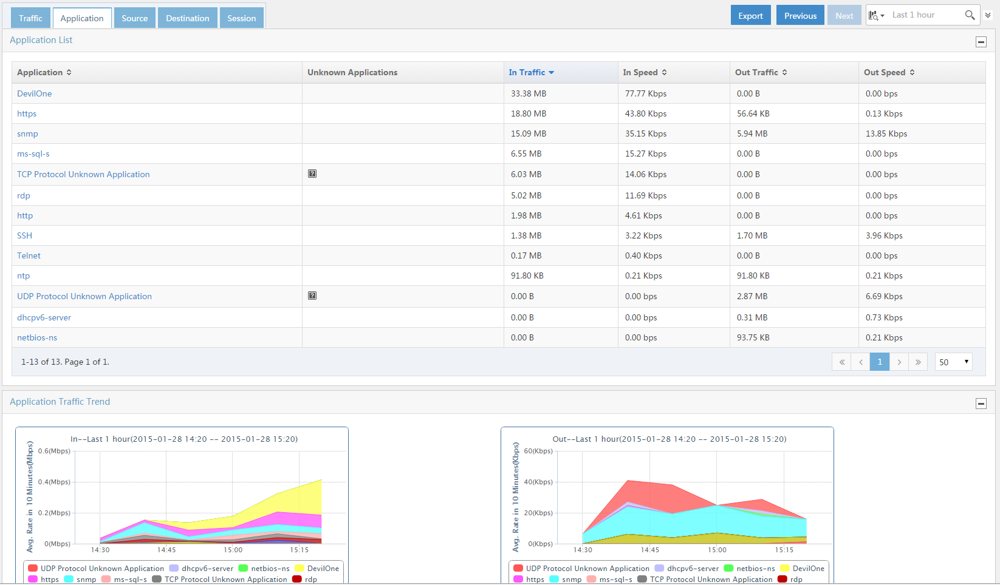 Traffic Application Source Destination Session Export Previous Next Last 1 hour
Application List
Application Unknown Applications In Traffic In Speed Out Traffic Out Speed
DevilOne 33.38 MB 77.77 Kbps 0.00 B 0.00 bps
https 18.80 MB 43.80 Kbps 56.64 KB 0.13 Kbps
snmp 15.09 MB 35.15 Kbps 5.94 MB 13.85 Kbps
ms-sql-s 6.55 MB 15.27 Kbps 0.00 B 0.00 bps
TCP Protocol Unknown Application ? 6.03 MB 14.06 Kbps 0.00 B 0.00 bps
rdp 5.02 MB 11.69 Kbps 0.00 B 0.00 bps
http 1.98 MB 4.61 Kbps 0.00 B 0.00 bps
SSH 1.38 MB 3.22 Kbps 1.70 MB 3.96 Kbps
Telnet 0.17 MB 0.40 Kbps 0.00 B 0.00 bps
ntp 91.80 KB 0.21 Kbps 91.80 KB 0.21 Kbps
UDP Protocol Unknown Application ? 0.00 B 0.00 bps 2.87 MB 6.69 Kbps
dhcpv6-server 0.00 B 0.00 bps 0.31 MB 0.73 Kbps
netbios-ns 0.00 B 0.00 bps 93.75 KB 0.21 Kbps
1-13 of 13. Page 1 of 1. « < 1 > » 50
Application Traffic Trend
In--Last 1 hour(2015-01-28 14:20 -- 2015-01-28 15:20)
Avg. Rate in 10 Minutes(Mbps)
0.6(Mbps)
0.4(Mbps)
0.2(Mbps)
0(Mbps)
14:30 14:45 15:00 15:15
UDP Protocol Unknown Application dhcpv6-server netbios-ns DevilOne
https snmp ms-sql-s TCP Protocol Unknown Application rdp
Out--Last 1 hour(2015-01-28 14:20 -- 2015-01-28 15:20)
Avg. Rate in 10 Minutes(Kbps)
60(Kbps)
40(Kbps)
20(Kbps)
0(Kbps)
14:30 14:45 15:00 15:15
UDP Protocol Unknown Application dhcpv6-server netbios-ns DevilOne
https snmp ms-sql-s TCP Protocol Unknown Application rdp